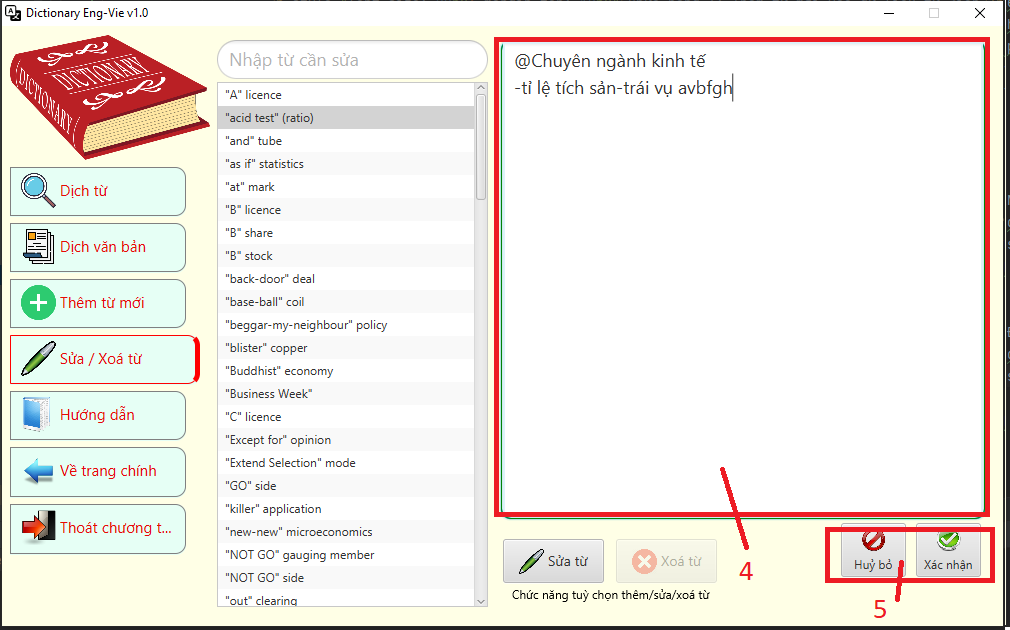 Dictionary Eng-Vie v1.0
DICTIONARY
DICTIONARY
Dịch từ
Dịch văn bản
Thêm từ mới
Sửa / Xoá từ
Hướng dẫn
Về trang chính
Thoát chương t...
Nhập từ cần sửa
"A" licence
"acid test" (ratio)
"and" tube
"as if" statistics
"at" mark
"B" licence
"B" share
"B" stock
"back-door" deal
"base-ball" coil
"beggar-my-neighbour" policy
"blister" copper
"Buddhist" economy
"Business Week"
"C" licence
"Except for" opinion
"Extend Selection" mode
"GO" side
"killer" application
"new-new" microeconomics
"NOT GO" gauging member
"NOT GO" side
"out" clearing
@Chuyên ngành kinh tế
-tỉ lệ tích sản-trái vụ avbfgh
4
Sửa từ
Xoá từ
Chức năng tuỳ chọn thêm/sửa/xoá từ
Huỷ bỏ
Xác nhận
5